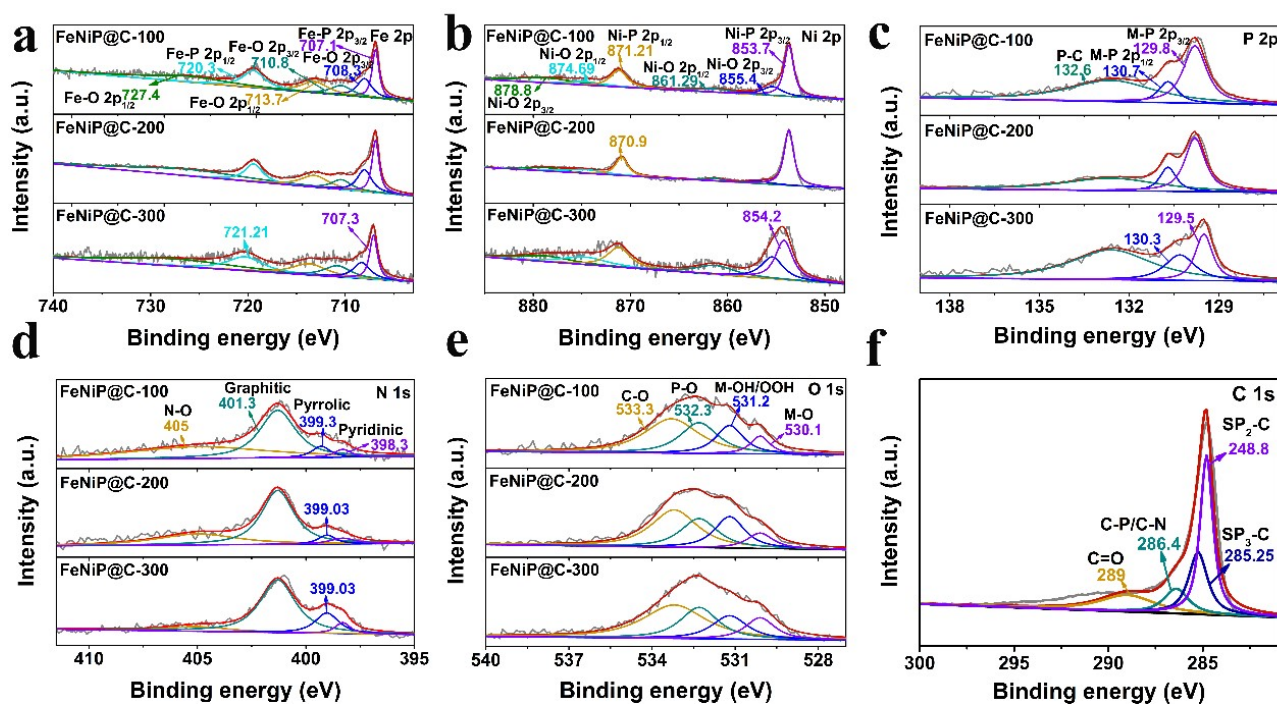 a
FeNiP@C-100
Fe-P 2p3/2
Fe 2p
707.1
Fe-O 2p3/2
Fe-P 2p1/2
710.8
Fe-O 2p3/2
720.3
708.3
Fe-O 2p1/2
727.4
Fe-O 2p1/2
713.7
FeNiP@C-200
FeNiP@C-300
721.21
707.3
Intensity (a.u.)
740 730 720 710
Binding energy (eV)
b
FeNiP@C-100
Ni-P 2p1/2
871.21
Ni-P 2p3/2
853.7
Ni 2p
Ni-O 2p1/2
874.69
Ni-O 2p1/2
861.29
Ni-O 2p3/2
855.4
878.8
Ni-O 2p3/2
FeNiP@C-200
870.9
FeNiP@C-300
854.2
Intensity (a.u.)
880 870 860 850
Binding energy (eV)
c
FeNiP@C-100
M-P 2p3/2
129.8
P 2p
P-C
132.6
M-P 2p1/2
130.7
FeNiP@C-200
FeNiP@C-300
129.5
130.3
Intensity (a.u.)
138 135 132 129
Binding energy (eV)
d
FeNiP@C-100
Graphitic
401.3
N 1s
N-O
405
Pyrrolic
399.3
Pyridinic
398.3
FeNiP@C-200
399.03
FeNiP@C-300
399.03
Intensity (a.u.)
410 405 400 395
Binding energy (eV)
e
FeNiP@C-100
M-OH/OOH
531.2
O 1s
P-O
532.3
C-O
533.3
M-O
530.1
FeNiP@C-200
FeNiP@C-300
Intensity (a.u.)
540 537 534 531 528
Binding energy (eV)
f
C 1s
SP2-C
248.8
C-P/C-N
286.4
SP3-C
285.25
C=O
289
Intensity (a.u.)
300 295 290 285
Binding energy (eV)